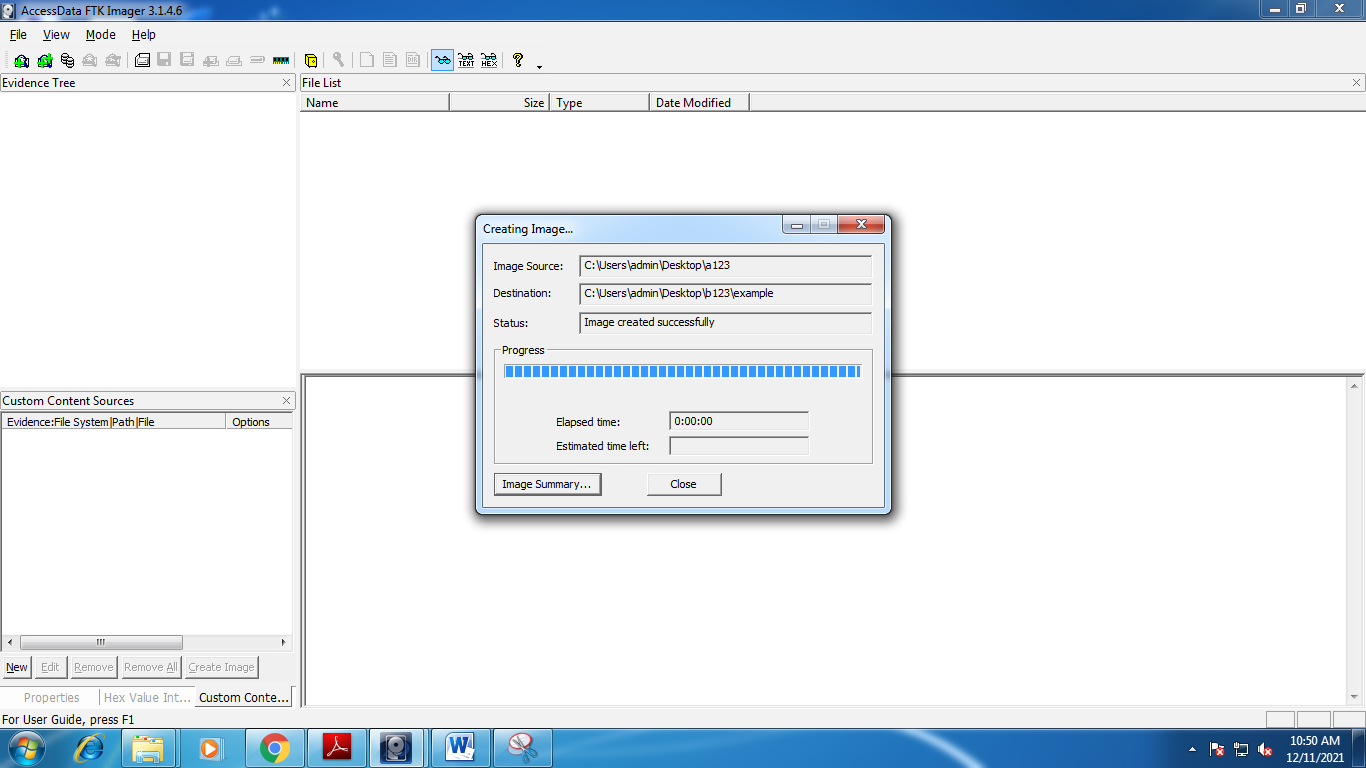 AccessData FTK Imager 3.1.4.6
File View Mode Help
TEXT HEX
Evidence Tree
File List
Name Size Type Date Modified
Creating Image...
Image Source: C:\Users\admin\Desktop\a123
Destination: C:\Users\admin\Desktop\b123\example
Status: Image created successfully
Progress
Elapsed time: 0:00:00
Estimated time left:
Image Summary... Close
Custom Content Sources
Evidence:File System|Path|File Options
New Edit Remove Remove All Create Image
Properties Hex Value Int... Custom Conte...
For User Guide, press F1
10:50 AM
12/11/2021